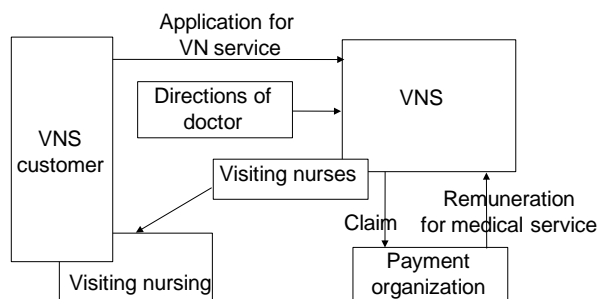 Application for
VN service
VNS
Directions of
doctor
VNS
customer
Visiting nurses
Remuneration
for medical service
Claim
Visiting nursing
Payment
organization